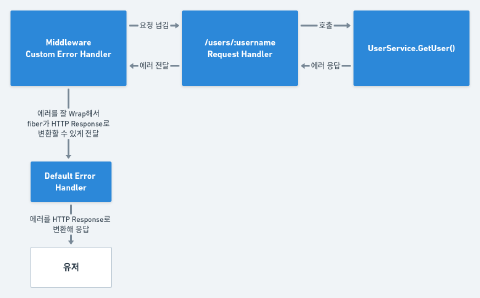 Middleware
Custom Error Handler
요청 넘김
/users/:username
Request Handler
호출
UserService.GetUser()
에러 전달
에러 응답
에러를 잘 Wrap해서
fiber가 HTTP Response로
변환할 수 있게 전달
Default Error
Handler
에러를 HTTP Response로
변환해 응답
유저